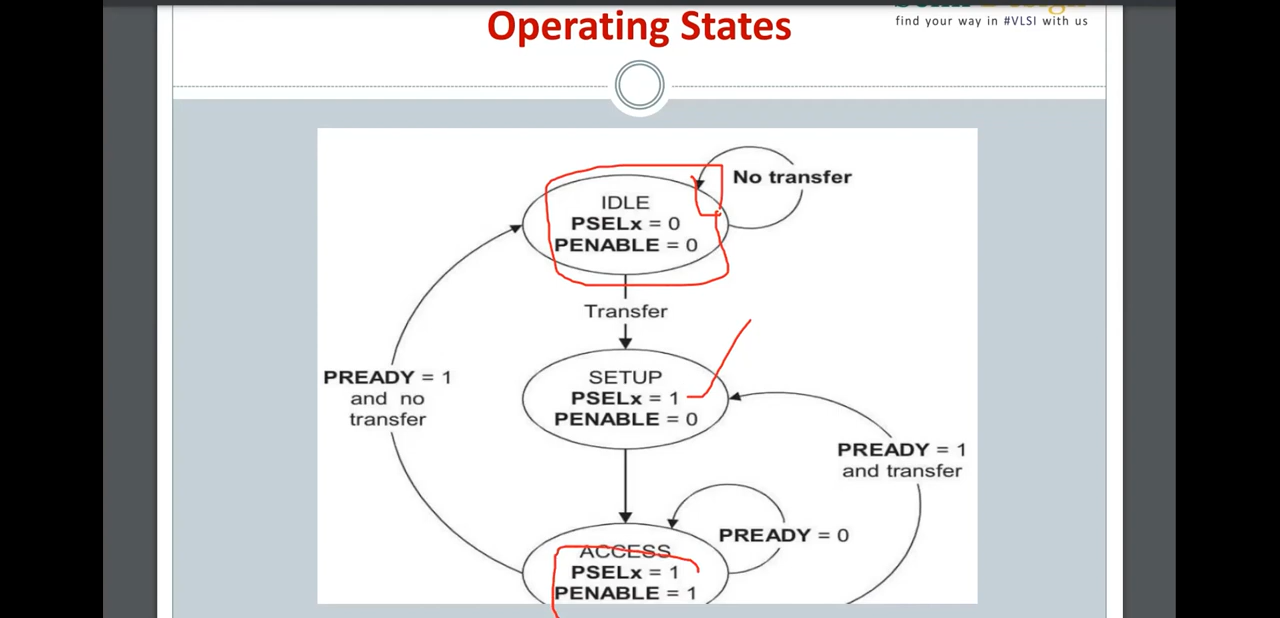 Operating States
find your way in #VLSI with us
No transfer
IDLE
PSELx = 0
PENABLE = 0
Transfer
SETUP
PSELx = 1
PENABLE = 0
PREADY = 1
and no
transfer
PREADY = 1
and transfer
PREADY = 0
ACCESS
PSELx = 1
PENABLE = 1